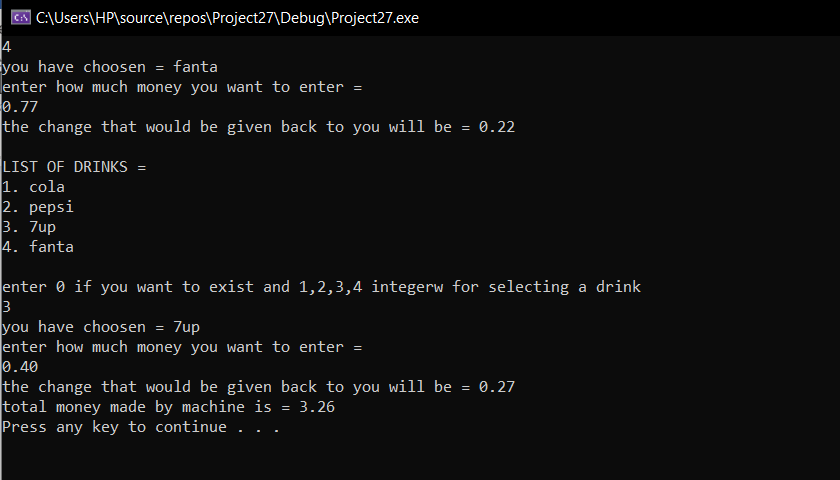 C:\Users\HP\source\repos\Project27\Debug\Project27.exe
4
you have choosen = fanta
enter how much money you want to enter =
0.77
the change that would be given back to you will be = 0.22
LIST OF DRINKS =
1. cola
2. pepsi
3. 7up
4. fanta
enter 0 if you want to exist and 1,2,3,4 integerw for selecting a drink
3
you have choosen = 7up
enter how much money you want to enter =
0.40
the change that would be given back to you will be = 0.27
total money made by machine is = 3.26
Press any key to continue . . .